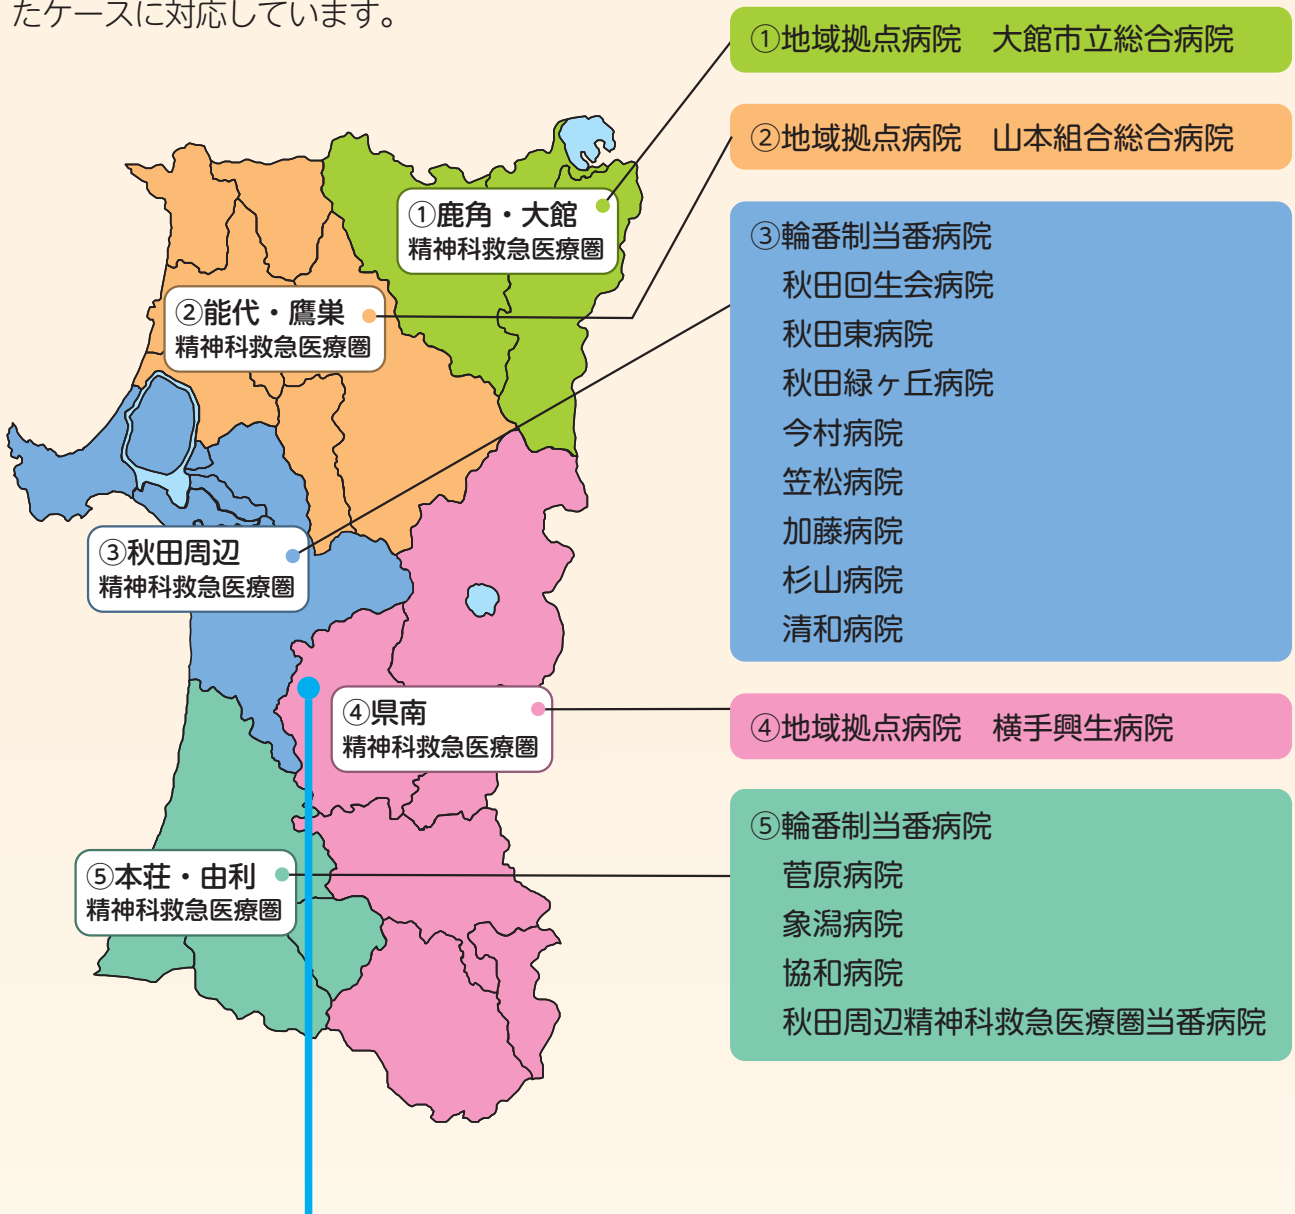 たケースに対応しています。
①地域拠点病院　大館市立総合病院
②地域拠点病院　山本組合総合病院
③輪番制当番病院
秋田回生会病院
秋田東病院
秋田緑ヶ丘病院
今村病院
笠松病院
加藤病院
杉山病院
清和病院
④地域拠点病院　横手興生病院
⑤輪番制当番病院
菅原病院
象潟病院
協和病院
秋田周辺精神科救急医療圏当番病院
①鹿角・大館
精神科救急医療圏
②能代・鷹巣
精神科救急医療圏
③秋田周辺
精神科救急医療圏
④県南
精神科救急医療圏
⑤本荘・由利
精神科救急医療圏